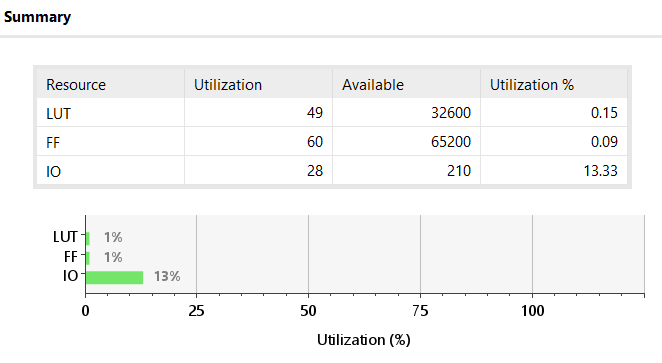 Summary
Resource Utilization Available Utilization %
LUT 49 32600 0.15
FF 60 65200 0.09
IO 28 210 13.33
LUT 1%
FF 1%
IO 13%
0 25 50 75 100
Utilization (%)